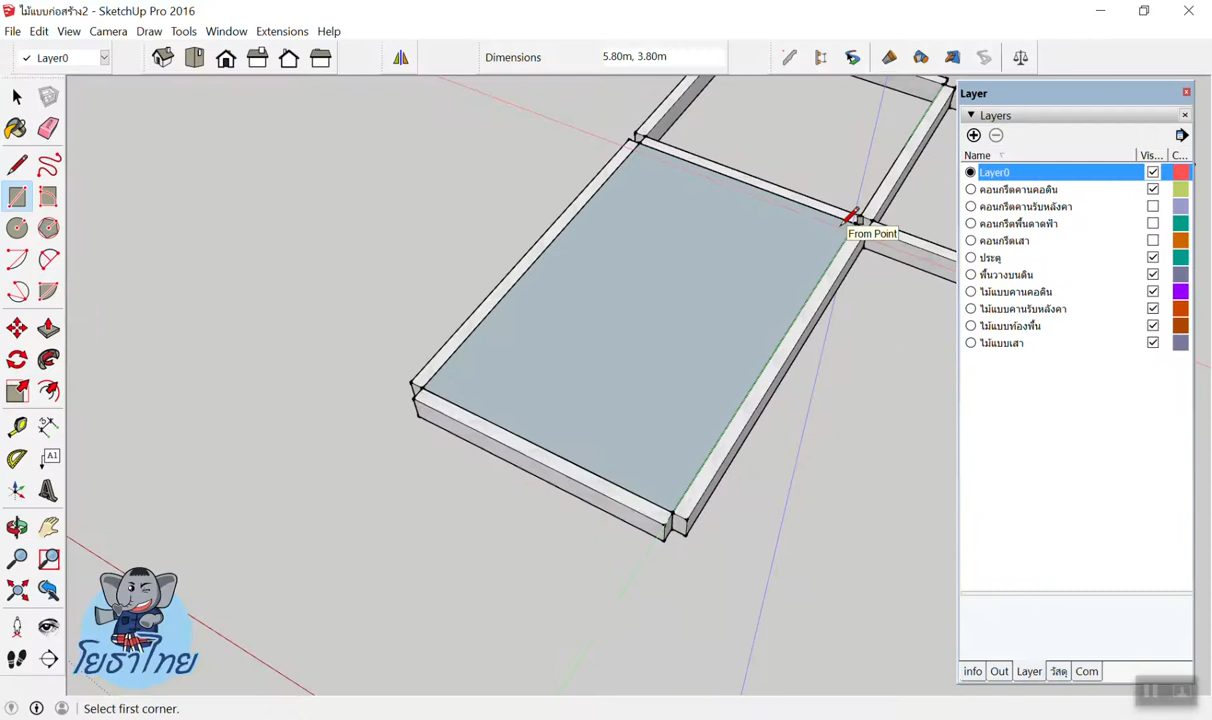 ไม้แบบก่อสร้าง2 - SketchUp Pro 2016
File Edit View Camera Draw Tools Window Extensions Help
Layer0
Dimensions 5.80m, 3.80m
Layer
Layers
Name Vis... C...
Layer0
คอนกรีตคานคอดิน
คอนกรีตคานรับหลังคา
คอนกรีตพื้นดาดฟ้า
คอนกรีตเสา
ประตู
พื้นวางบนดิน
ไม้แบบคานคอดิน
ไม้แบบคานรับหลังคา
ไม้แบบท้องพื้น
ไม้แบบเสา
From Point
A1
โยธาไทย
info Out Layer วัสดุ Com
Select first corner.